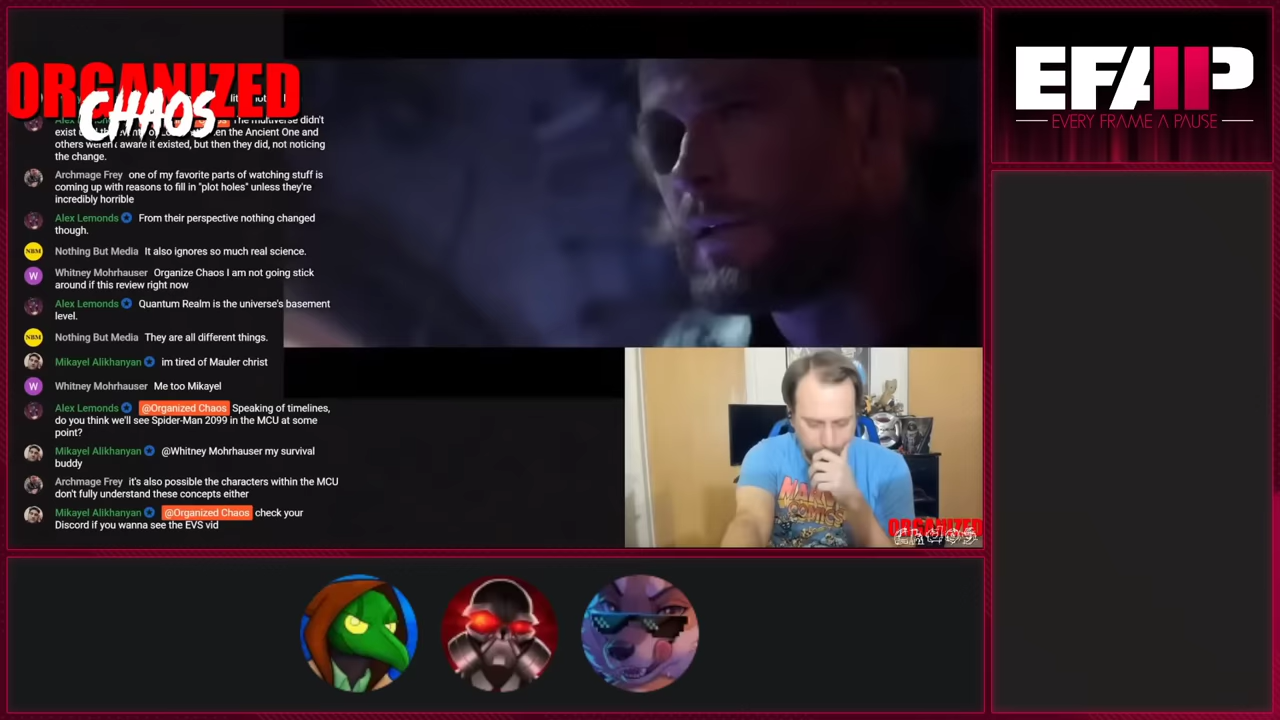 ORGANIZED
CHAOS
EFAP
EVERY FRAME A PAUSE
The multiverse didn't
exist
en the Ancient One and
others weren't aware it existed, but then they did, not noticing
the change.
Archmage Frey one of my favorite parts of watching stuff is
coming up with reasons to fill in "plot holes" unless they're
incredibly horrible
Alex Lemonds From their perspective nothing changed
though.
NBM Nothing But Media It also ignores so much real science.
W Whitney Mohrhauser Organize Chaos I am not going stick
around if this review right now
Alex Lemonds Quantum Realm is the universe's basement
level.
NBM Nothing But Media They are all different things.
Mikayel Alikhanyan im tired of Mauler christ
W Whitney Mohrhauser Me too Mikayel
Alex Lemonds @Organized Chaos Speaking of timelines,
do you think we'll see Spider-Man 2099 in the MCU at some
point?
Mikayel Alikhanyan @Whitney Mohrhauser my survival
buddy
Archmage Frey it's also possible the characters within the MCU
don't fully understand these concepts either
Mikayel Alikhanyan @Organized Chaos check your
Discord if you wanna see the EVS vid
ORGANIZED
CHAOS